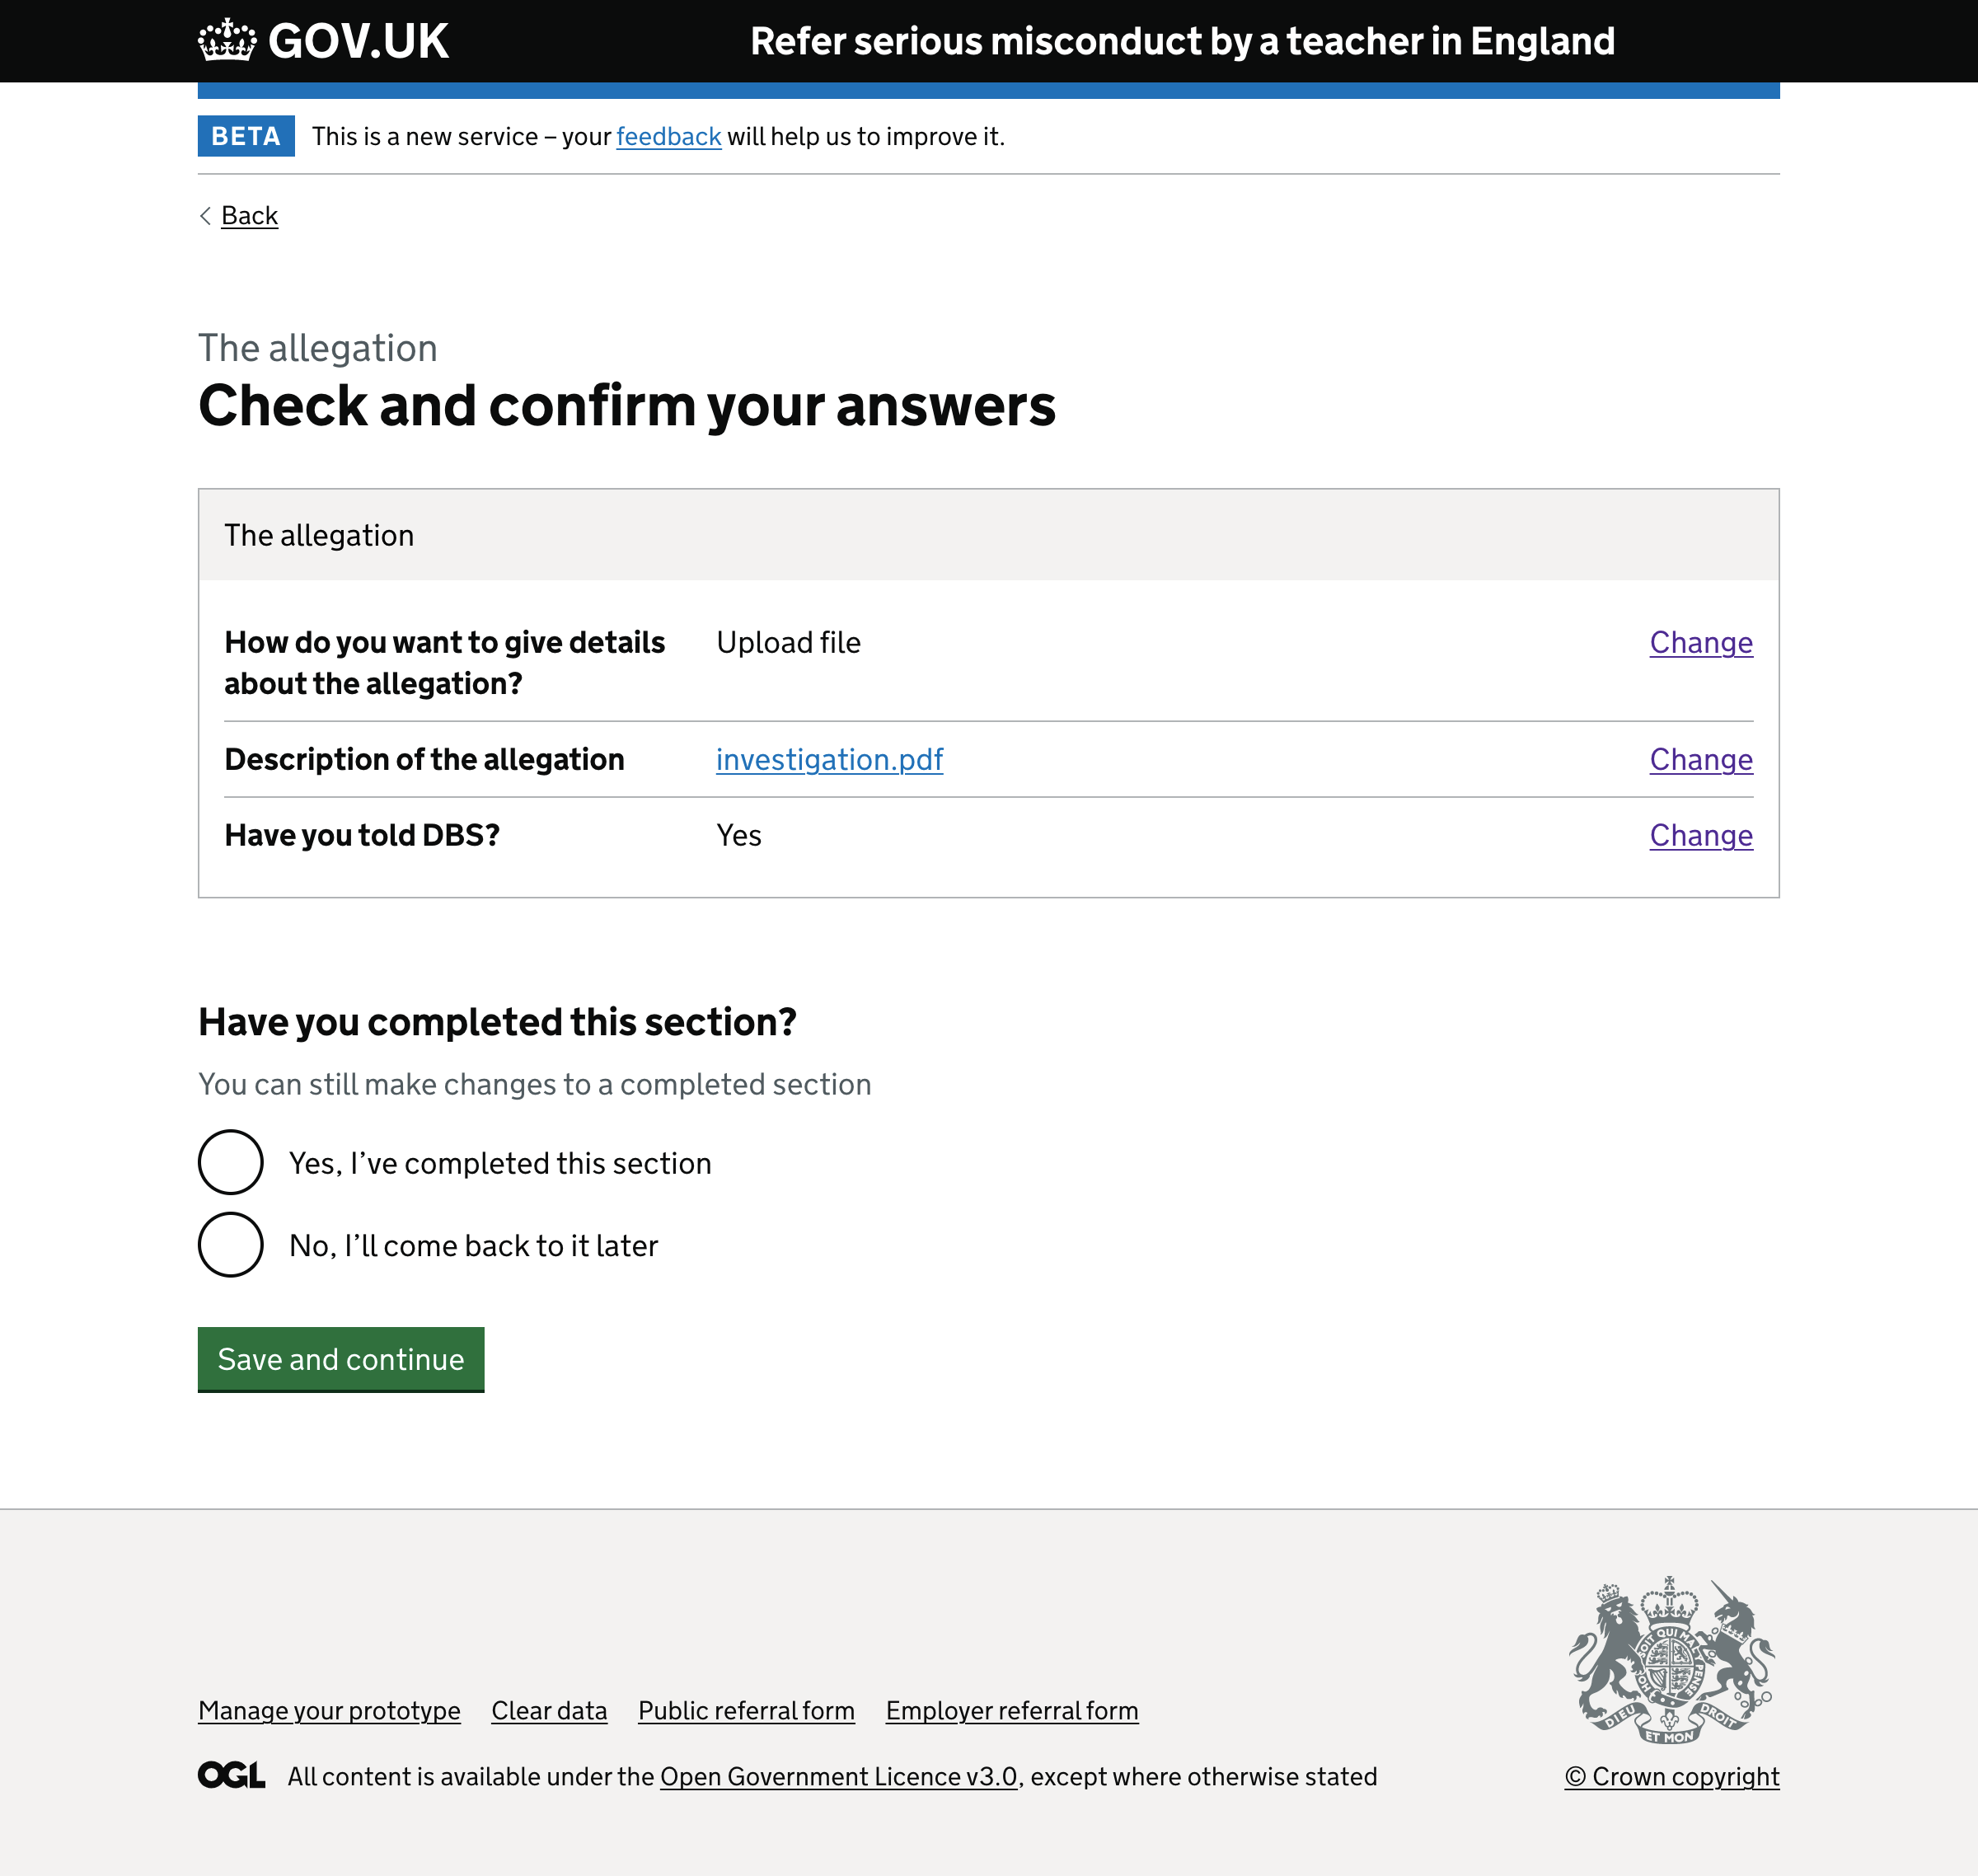 GOV.UK
Refer serious misconduct by a teacher in England
BETA
This is a new service – your feedback will help us to improve it.
Back
The allegation
Check and confirm your answers
The allegation
How do you want to give details
about the allegation?
Upload file
Change
Description of the allegation
investigation.pdf
Change
Have you told DBS?
Yes
Change
Have you completed this section?
You can still make changes to a completed section
Yes, I’ve completed this section
No, I’ll come back to it later
Save and continue
Manage your prototype
Clear data
Public referral form
Employer referral form
DIEU
ET MON
DROIT
OGL
All content is available under the Open Government Licence v3.0, except where otherwise stated
© Crown copyright